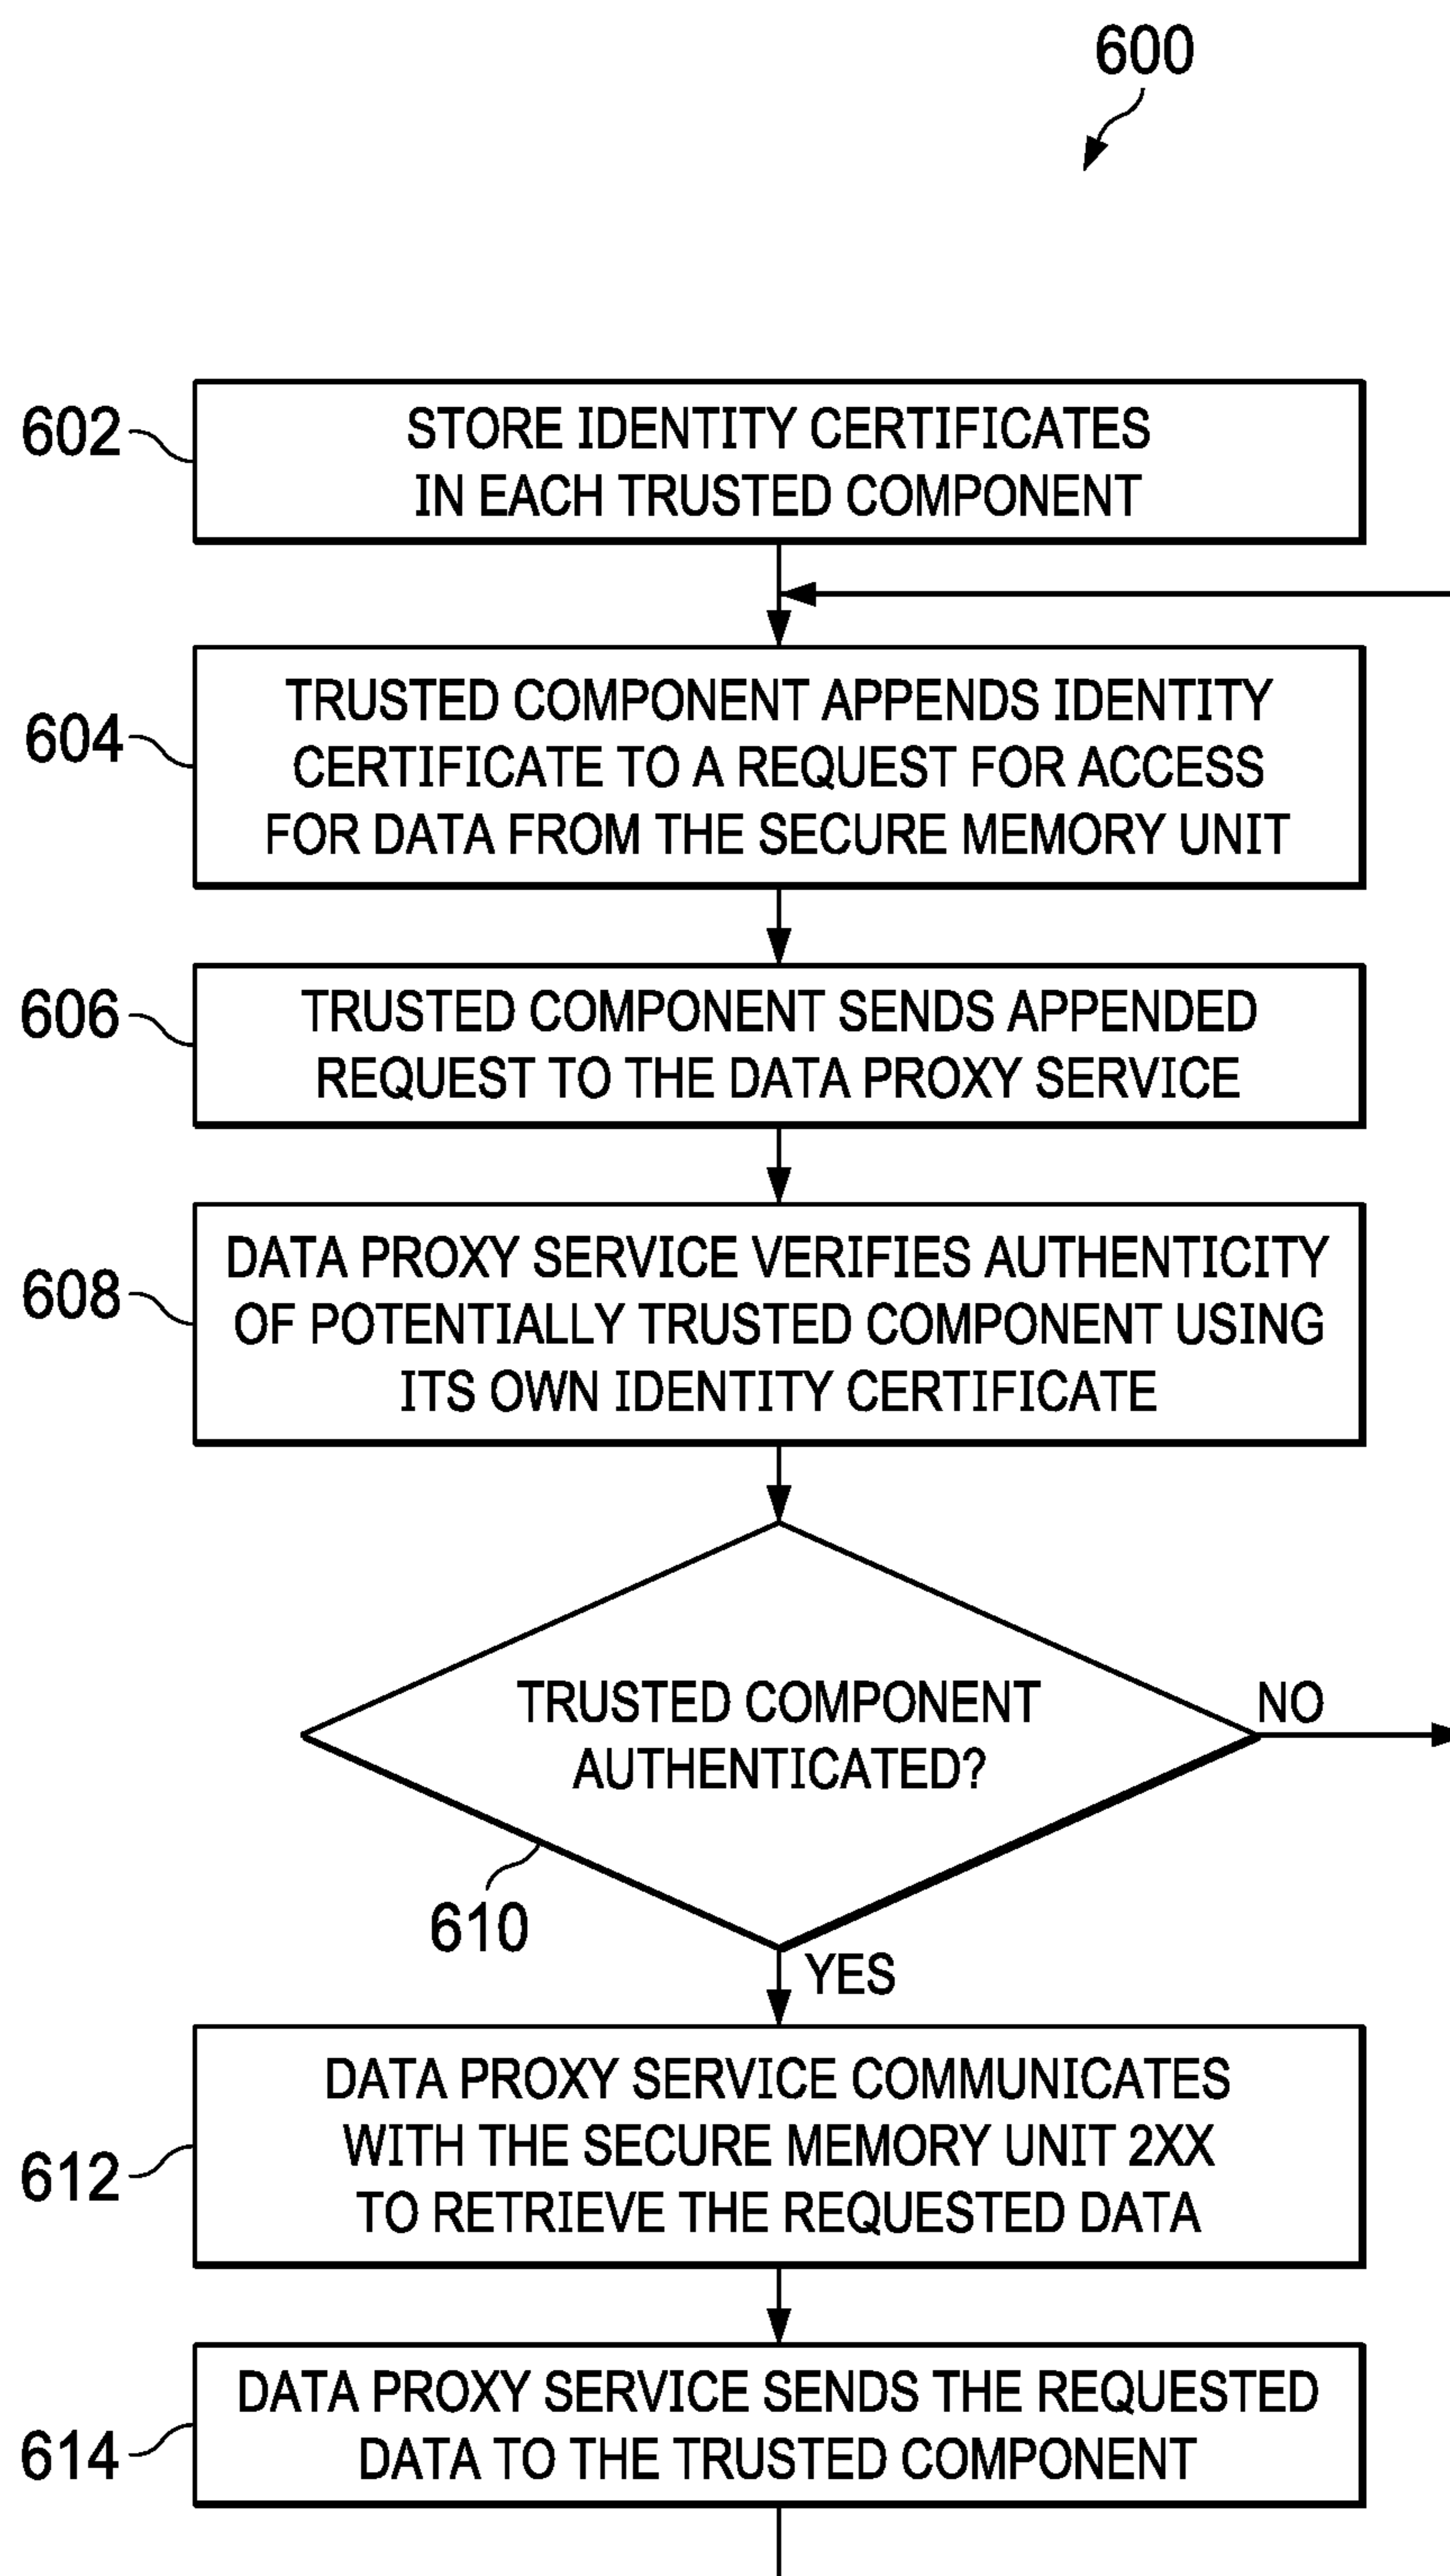 600
602
STORE IDENTITY CERTIFICATES
IN EACH TRUSTED COMPONENT
604
TRUSTED COMPONENT APPENDS IDENTITY
CERTIFICATE TO A REQUEST FOR ACCESS
FOR DATA FROM THE SECURE MEMORY UNIT
606
TRUSTED COMPONENT SENDS APPENDED
REQUEST TO THE DATA PROXY SERVICE
608
DATA PROXY SERVICE VERIFIES AUTHENTICITY
OF POTENTIALLY TRUSTED COMPONENT USING
ITS OWN IDENTITY CERTIFICATE
TRUSTED COMPONENT
AUTHENTICATED?
NO
610
YES
612
DATA PROXY SERVICE COMMUNICATES
WITH THE SECURE MEMORY UNIT 2XX
TO RETRIEVE THE REQUESTED DATA
614
DATA PROXY SERVICE SENDS THE REQUESTED
DATA TO THE TRUSTED COMPONENT